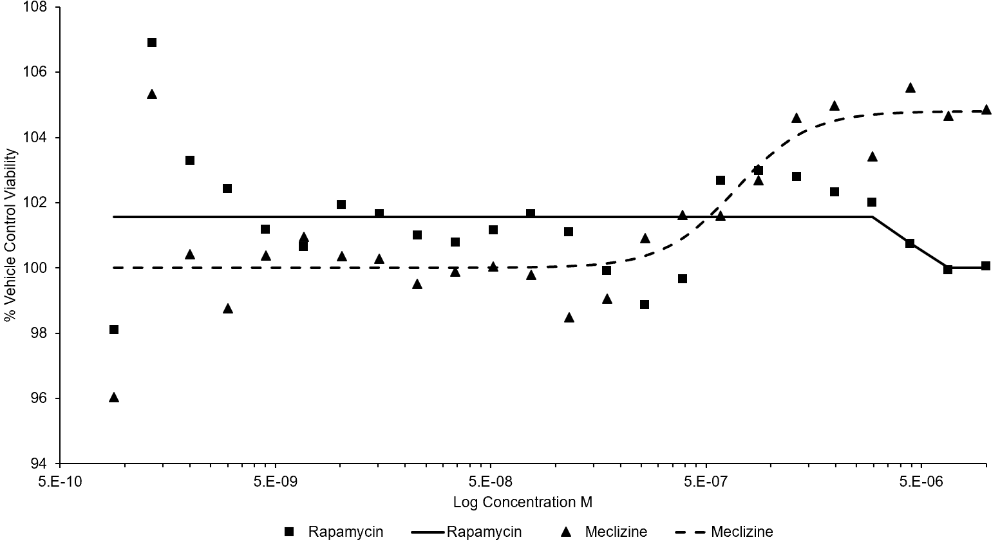 108
106
104
102
100
98
96
94
% Vehicle Control Viability
5.E-10 5.E-09 5.E-08 5.E-07 5.E-06
Log Concentration M
Rapamycin Rapamycin Meclizine Meclizine